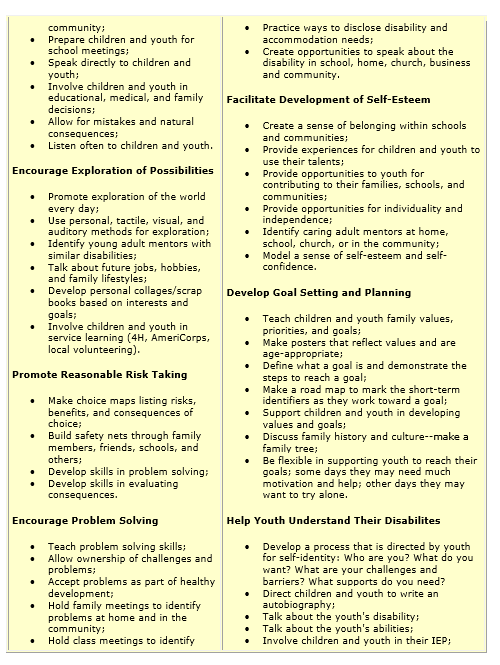 community;
• Prepare children and youth for
school meetings;
• Speak directly to children and
youth;
• Involve children and youth in
educational, medical, and family
decisions;
• Allow for mistakes and natural
consequences;
• Listen often to children and youth.
Encourage Exploration of Possibilities
• Promote exploration of the world
every day;
• Use personal, tactile, visual, and
auditory methods for exploration;
• Identify young adult mentors with
similar disabilities;
• Talk about future jobs, hobbies,
and family lifestyles;
• Develop personal collages/scrap
books based on interests and
goals;
• Involve children and youth in
service learning (4H, AmeriCorps,
local volunteering).
Promote Reasonable Risk Taking
• Make choice maps listing risks,
benefits, and consequences of
choice;
• Build safety nets through family
members, friends, schools, and
others;
• Develop skills in problem solving;
• Develop skills in evaluating
consequences.
Encourage Problem Solving
• Teach problem solving skills;
• Allow ownership of challenges and
problems;
• Accept problems as part of healthy
development;
• Hold family meetings to identify
problems at home and in the
community;
• Hold class meetings to identify
• Practice ways to disclose disability and
accommodation needs;
• Create opportunities to speak about the
disability in school, home, church, business
and community.
Facilitate Development of Self-Esteem
• Create a sense of belonging within schools
and communities;
• Provide experiences for children and youth to
use their talents;
• Provide opportunities to youth for
contributing to their families, schools, and
communities;
• Provide opportunities for individuality and
independence;
• Identify caring adult mentors at home,
school, church, or in the community;
• Model a sense of self-esteem and self-
confidence.
Develop Goal Setting and Planning
• Teach children and youth family values,
priorities, and goals;
• Make posters that reflect values and are
age-appropriate;
• Define what a goal is and demonstrate the
steps to reach a goal;
• Make a road map to mark the short-term
identifiers as they work toward a goal;
• Support children and youth in developing
values and goals;
• Discuss family history and culture--make a
family tree;
• Be flexible in supporting youth to reach their
goals; some days they may need much
motivation and help; other days they may
want to try alone.
Help Youth Understand Their Disabilites
• Develop a process that is directed by youth
for self-identity: Who are you? What do you
want? What are your challenges and
barriers? What supports do you need?
• Direct children and youth to write an
autobiography;
• Talk about the youth's disability;
• Talk about the youth's abilities;
• Involve children and youth in their IEP;